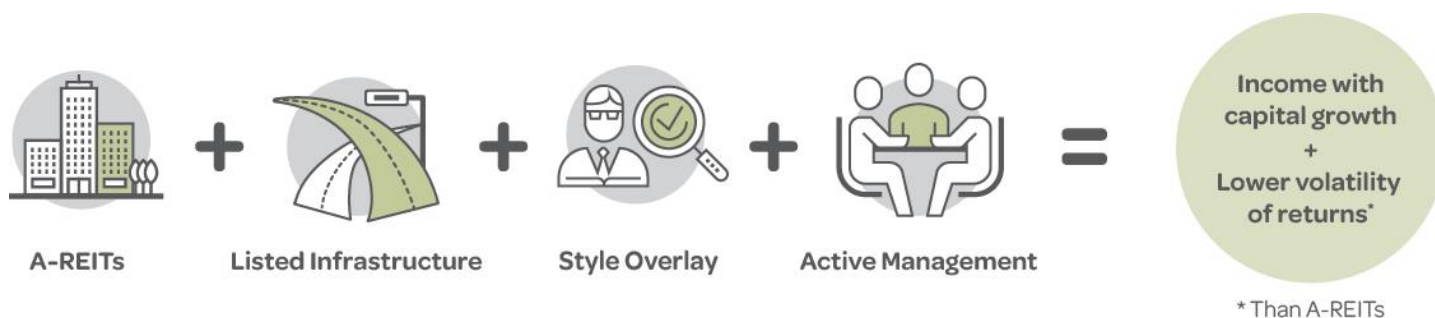 A-REITs
+
Listed Infrastructure
+
Style Overlay
+
Active Management
=
Income with
capital growth
+
Lower volatility
of returns*
* Than A-REITs